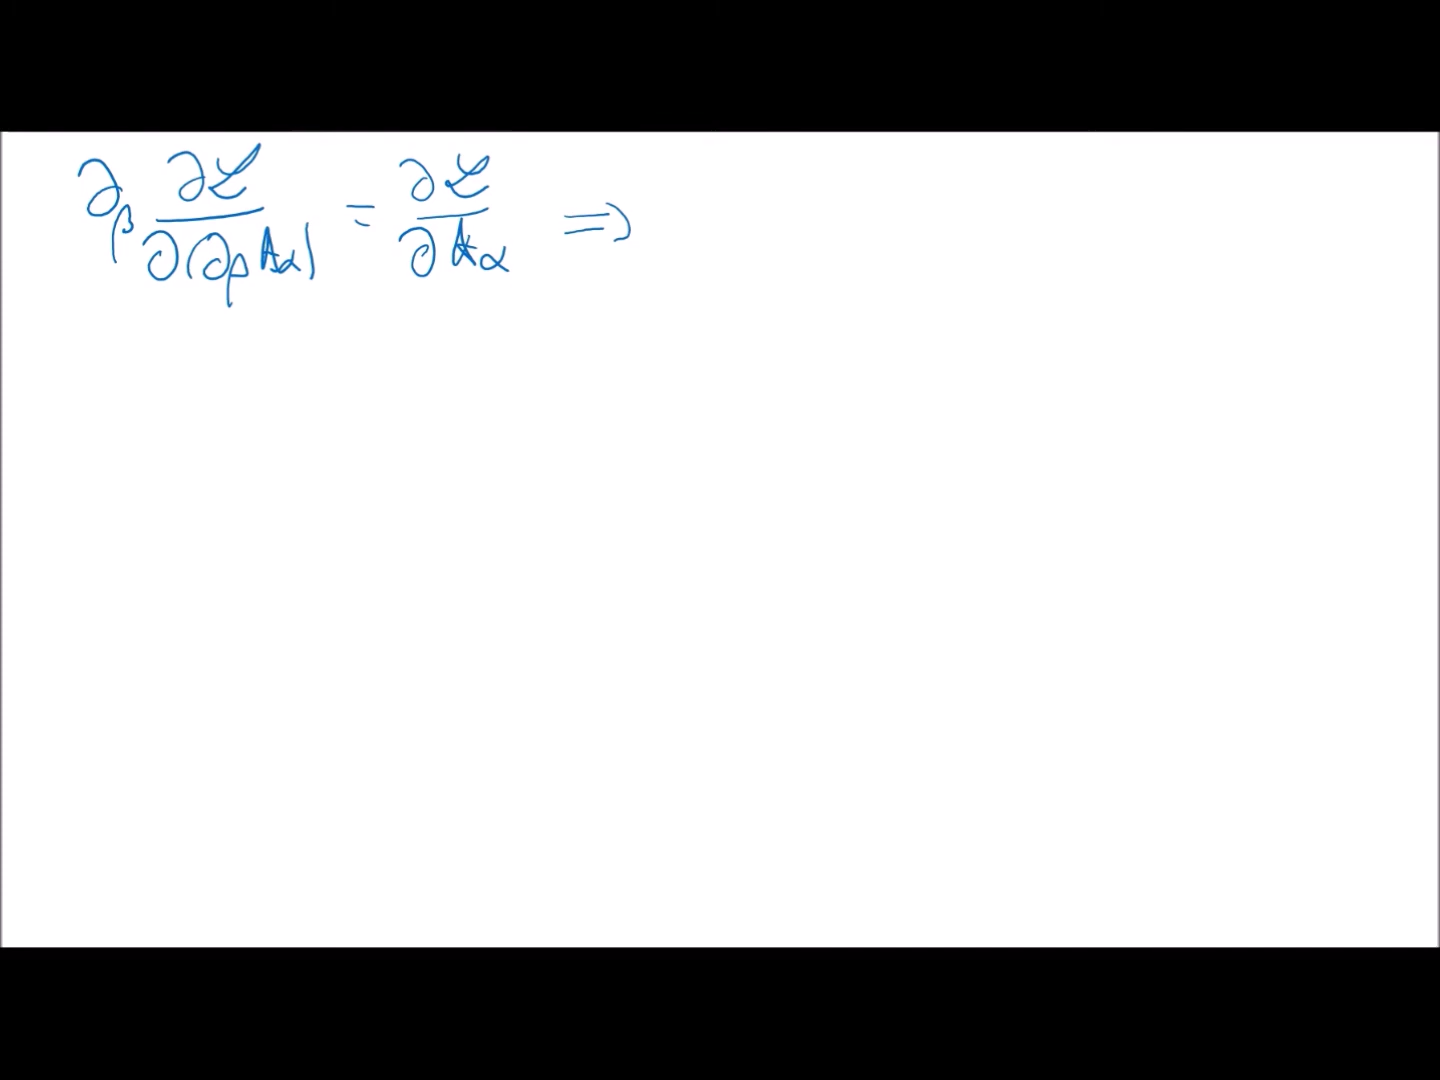 ∂_β ∂ℒ/∂(∂_β A_α) = ∂ℒ/∂A_α ⇒